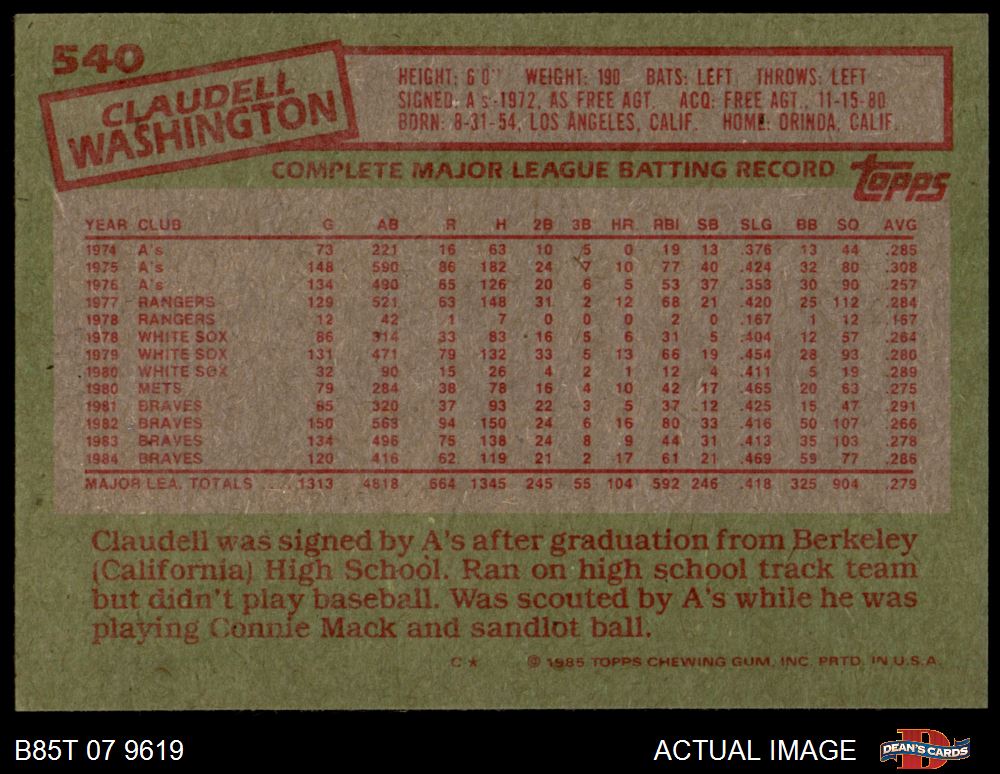 540
CLAUDELL
WASHINGTON
HEIGHT: 6'0" WEIGHT: 190 BATS: LEFT THROWS: LEFT
SIGNED: A's-1972, AS FREE AGT. ACQ: FREE AGT., 11-15-80
BORN: 8-31-54, LOS ANGELES, CALIF. HOME: ORINDA, CALIF.
COMPLETE MAJOR LEAGUE BATTING RECORD
topps
YEAR CLUB G AB R H 2B 3B HR RBI SB SLG BB SO AVG
1974 A's 73 221 16 63 10 5 0 19 13 .376 13 44 .285
1975 A's 148 590 86 182 24 7 10 77 40 .424 32 80 .308
1976 A's 134 490 65 126 20 6 5 53 37 .353 30 90 .257
1977 RANGERS 129 521 63 148 31 2 12 68 21 .420 25 112 .284
1978 RANGERS 12 42 1 7 0 0 0 2 0 .167 1 12 .167
1978 WHITE SOX 86 314 33 83 16 5 6 31 5 .404 12 57 .264
1979 WHITE SOX 131 471 79 132 33 5 13 66 19 .454 28 93 .280
1980 WHITE SOX 32 90 15 26 4 2 1 12 4 .411 5 19 .289
1980 METS 79 284 38 78 16 4 10 42 17 .465 20 63 .275
1981 BRAVES 85 320 37 93 22 3 5 37 12 .425 15 47 .291
1982 BRAVES 150 563 94 150 24 6 16 80 33 .416 50 107 .266
1983 BRAVES 134 496 75 138 24 8 9 44 31 .413 35 103 .278
1984 BRAVES 120 416 62 119 21 2 17 61 21 .469 59 77 .286
MAJOR LEA. TOTALS 1313 4818 664 1345 245 55 104 592 246 .418 325 904 .279
Claudell was signed by A's after graduation from Berkeley
(California) High School. Ran on high school track team
but didn't play baseball. Was scouted by A's while he was
playing Connie Mack and sandlot ball.
C* © 1985 TOPPS CHEWING GUM, INC. PRTD. IN U.S.A.
B85T 07 9619
ACTUAL IMAGE
DEAN'S CARDS